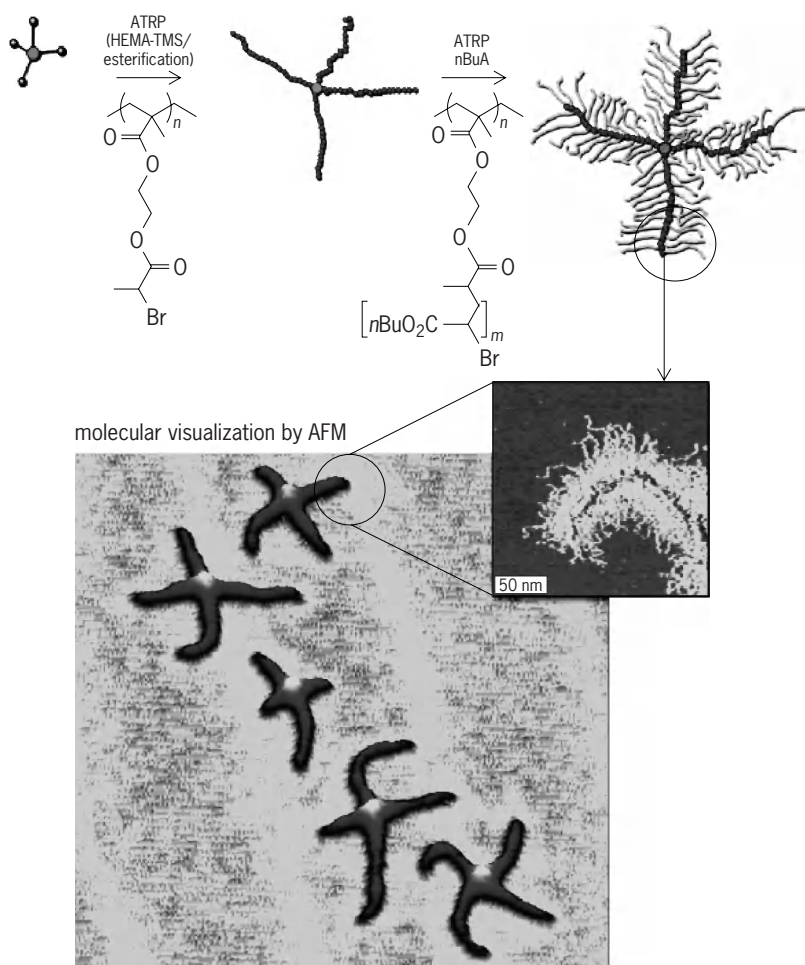 ATRP
(HEMA-TMS/
esterification)
ATRP
nBuA
n
O
O
O
O
Br
n
O
O
O
O
[nBuO₂C]m
Br
molecular visualization by AFM
50 nm